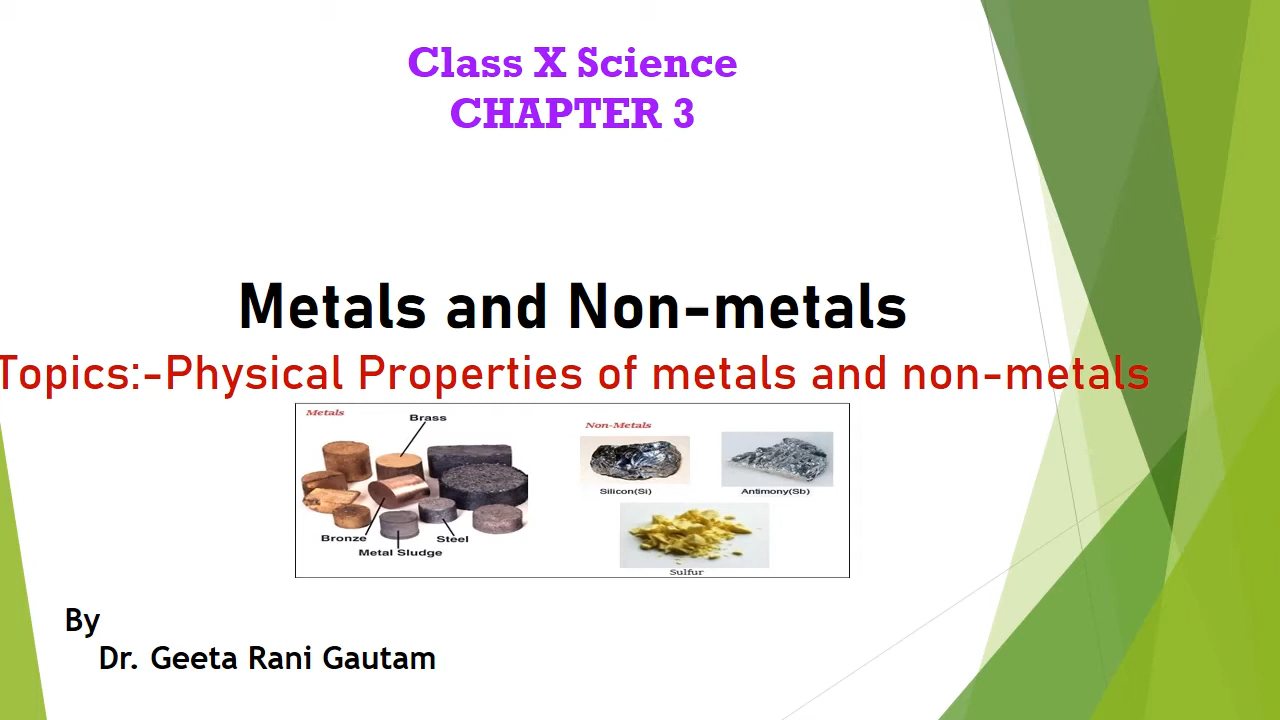 Class X Science
CHAPTER 3
Metals and Non-metals
Topics:-Physical Properties of metals and non-metals
Metals
Brass
Bronze
Steel
Metal Sludge
Non-Metals
Silicon(Si)
Antimony(Sb)
Sulfur
By
Dr. Geeta Rani Gautam